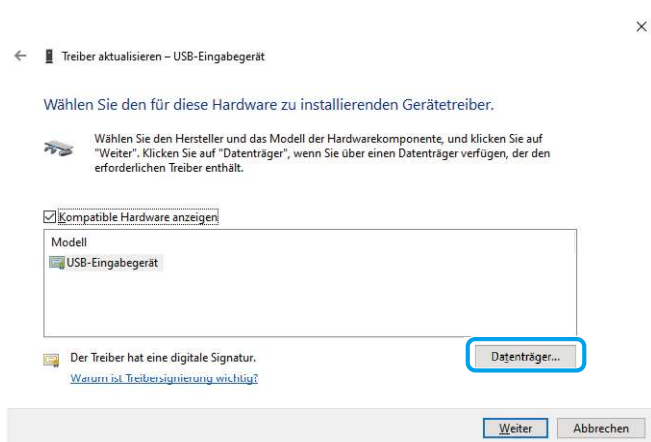 Treiber aktualisieren – USB-Eingabegerät
Wählen Sie den für diese Hardware zu installierenden Gerätetreiber.
Wählen Sie den Hersteller und das Modell der Hardwarekomponente, und klicken Sie auf
"Weiter". Klicken Sie auf "Datenträger", wenn Sie über einen Datenträger verfügen, der den
erforderlichen Treiber enthält.
Kompatible Hardware anzeigen
Modell
USB-Eingabegerät
Der Treiber hat eine digitale Signatur.
Datenträger...
Warum ist Treibersignierung wichtig?
Weiter
Abbrechen